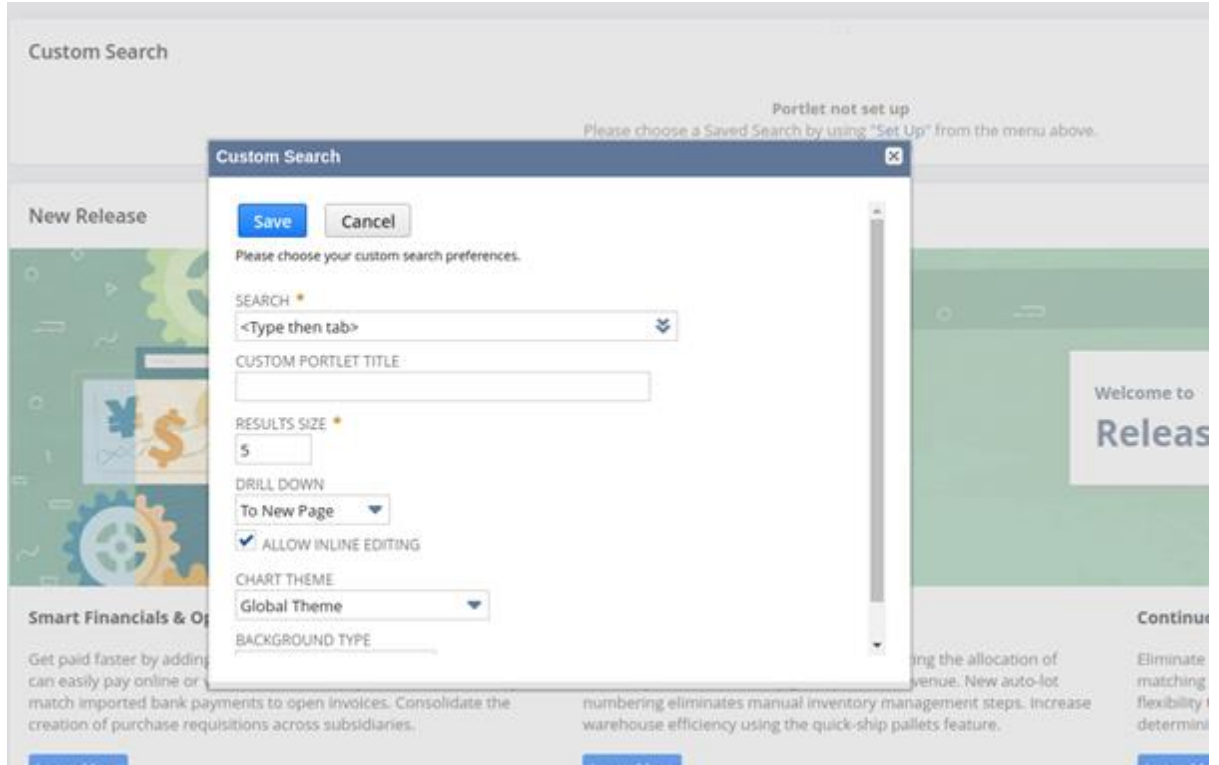 Custom Search
Portlet not set up
Please choose a Saved Search by using "Set Up" from the menu above.
Custom Search
Save
Cancel
Please choose your custom search preferences.
SEARCH *
<Type then tab>
CUSTOM PORTLET TITLE
RESULTS SIZE *
5
DRILL DOWN
To New Page
ALLOW INLINE EDITING
CHART THEME
Global Theme
BACKGROUND TYPE
New Release
Welcome to
Releas
Smart Financials & Op
Get paid faster by adding
can easily pay online or
match imported bank payments to open invoices. Consolidate the
creation of purchase requisitions across subsidiaries.
ing the allocation of
venue. New auto-lot
numbering eliminates manual inventory management steps. Increase
warehouse efficiency using the quick-ship pallets feature.
Continue
Eliminate
matching
flexibility
determini